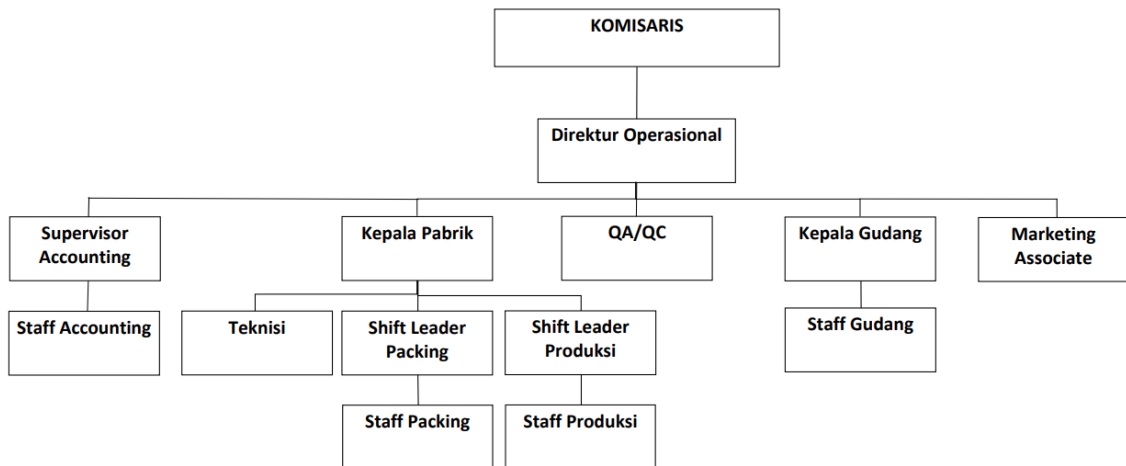 KOMISARIS
Direktur Operasional
Supervisor
Accounting
Kepala Pabrik
QA/QC
Kepala Gudang
Marketing
Associate
Staff Accounting
Teknisi
Shift Leader
Packing
Shift Leader
Produksi
Staff Gudang
Staff Packing
Staff Produksi